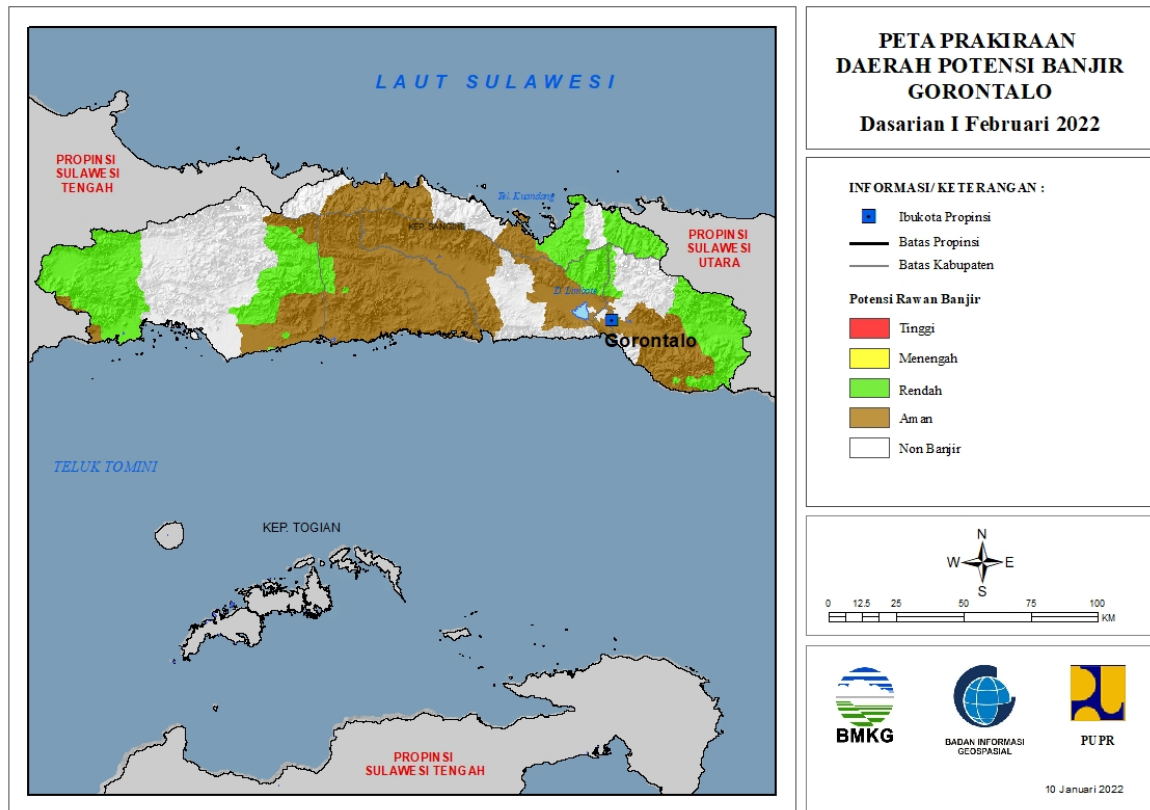 LAUT SULAWESI
PROPINSI
SULAWESI
TENGAH
Tel. Kuandang
KEP. SANGIHE
PROPINSI
SULAWESI
UTARA
D. Limboto
Gorontalo
TELUK TOMINI
KEP. TOGIAN
PROPINSI
SULAWESI TENGAH
PETA PRAKIRAAN
DAERAH POTENSI BANJIR
GORONTALO
Dasarian I Februari 2022
INFORMASI/ KETERANGAN :
Ibukota Propinsi
Batas Propinsi
Batas Kabupaten
Potensi Rawan Banjir
Tinggi
Menengah
Rendah
Aman
Non Banjir
N
W E
S
0 12.5 25 50 75 100
KM
BMKG
BADAN INFORMASI
GEOSPASIAL
PUPR
10 Januari 2022